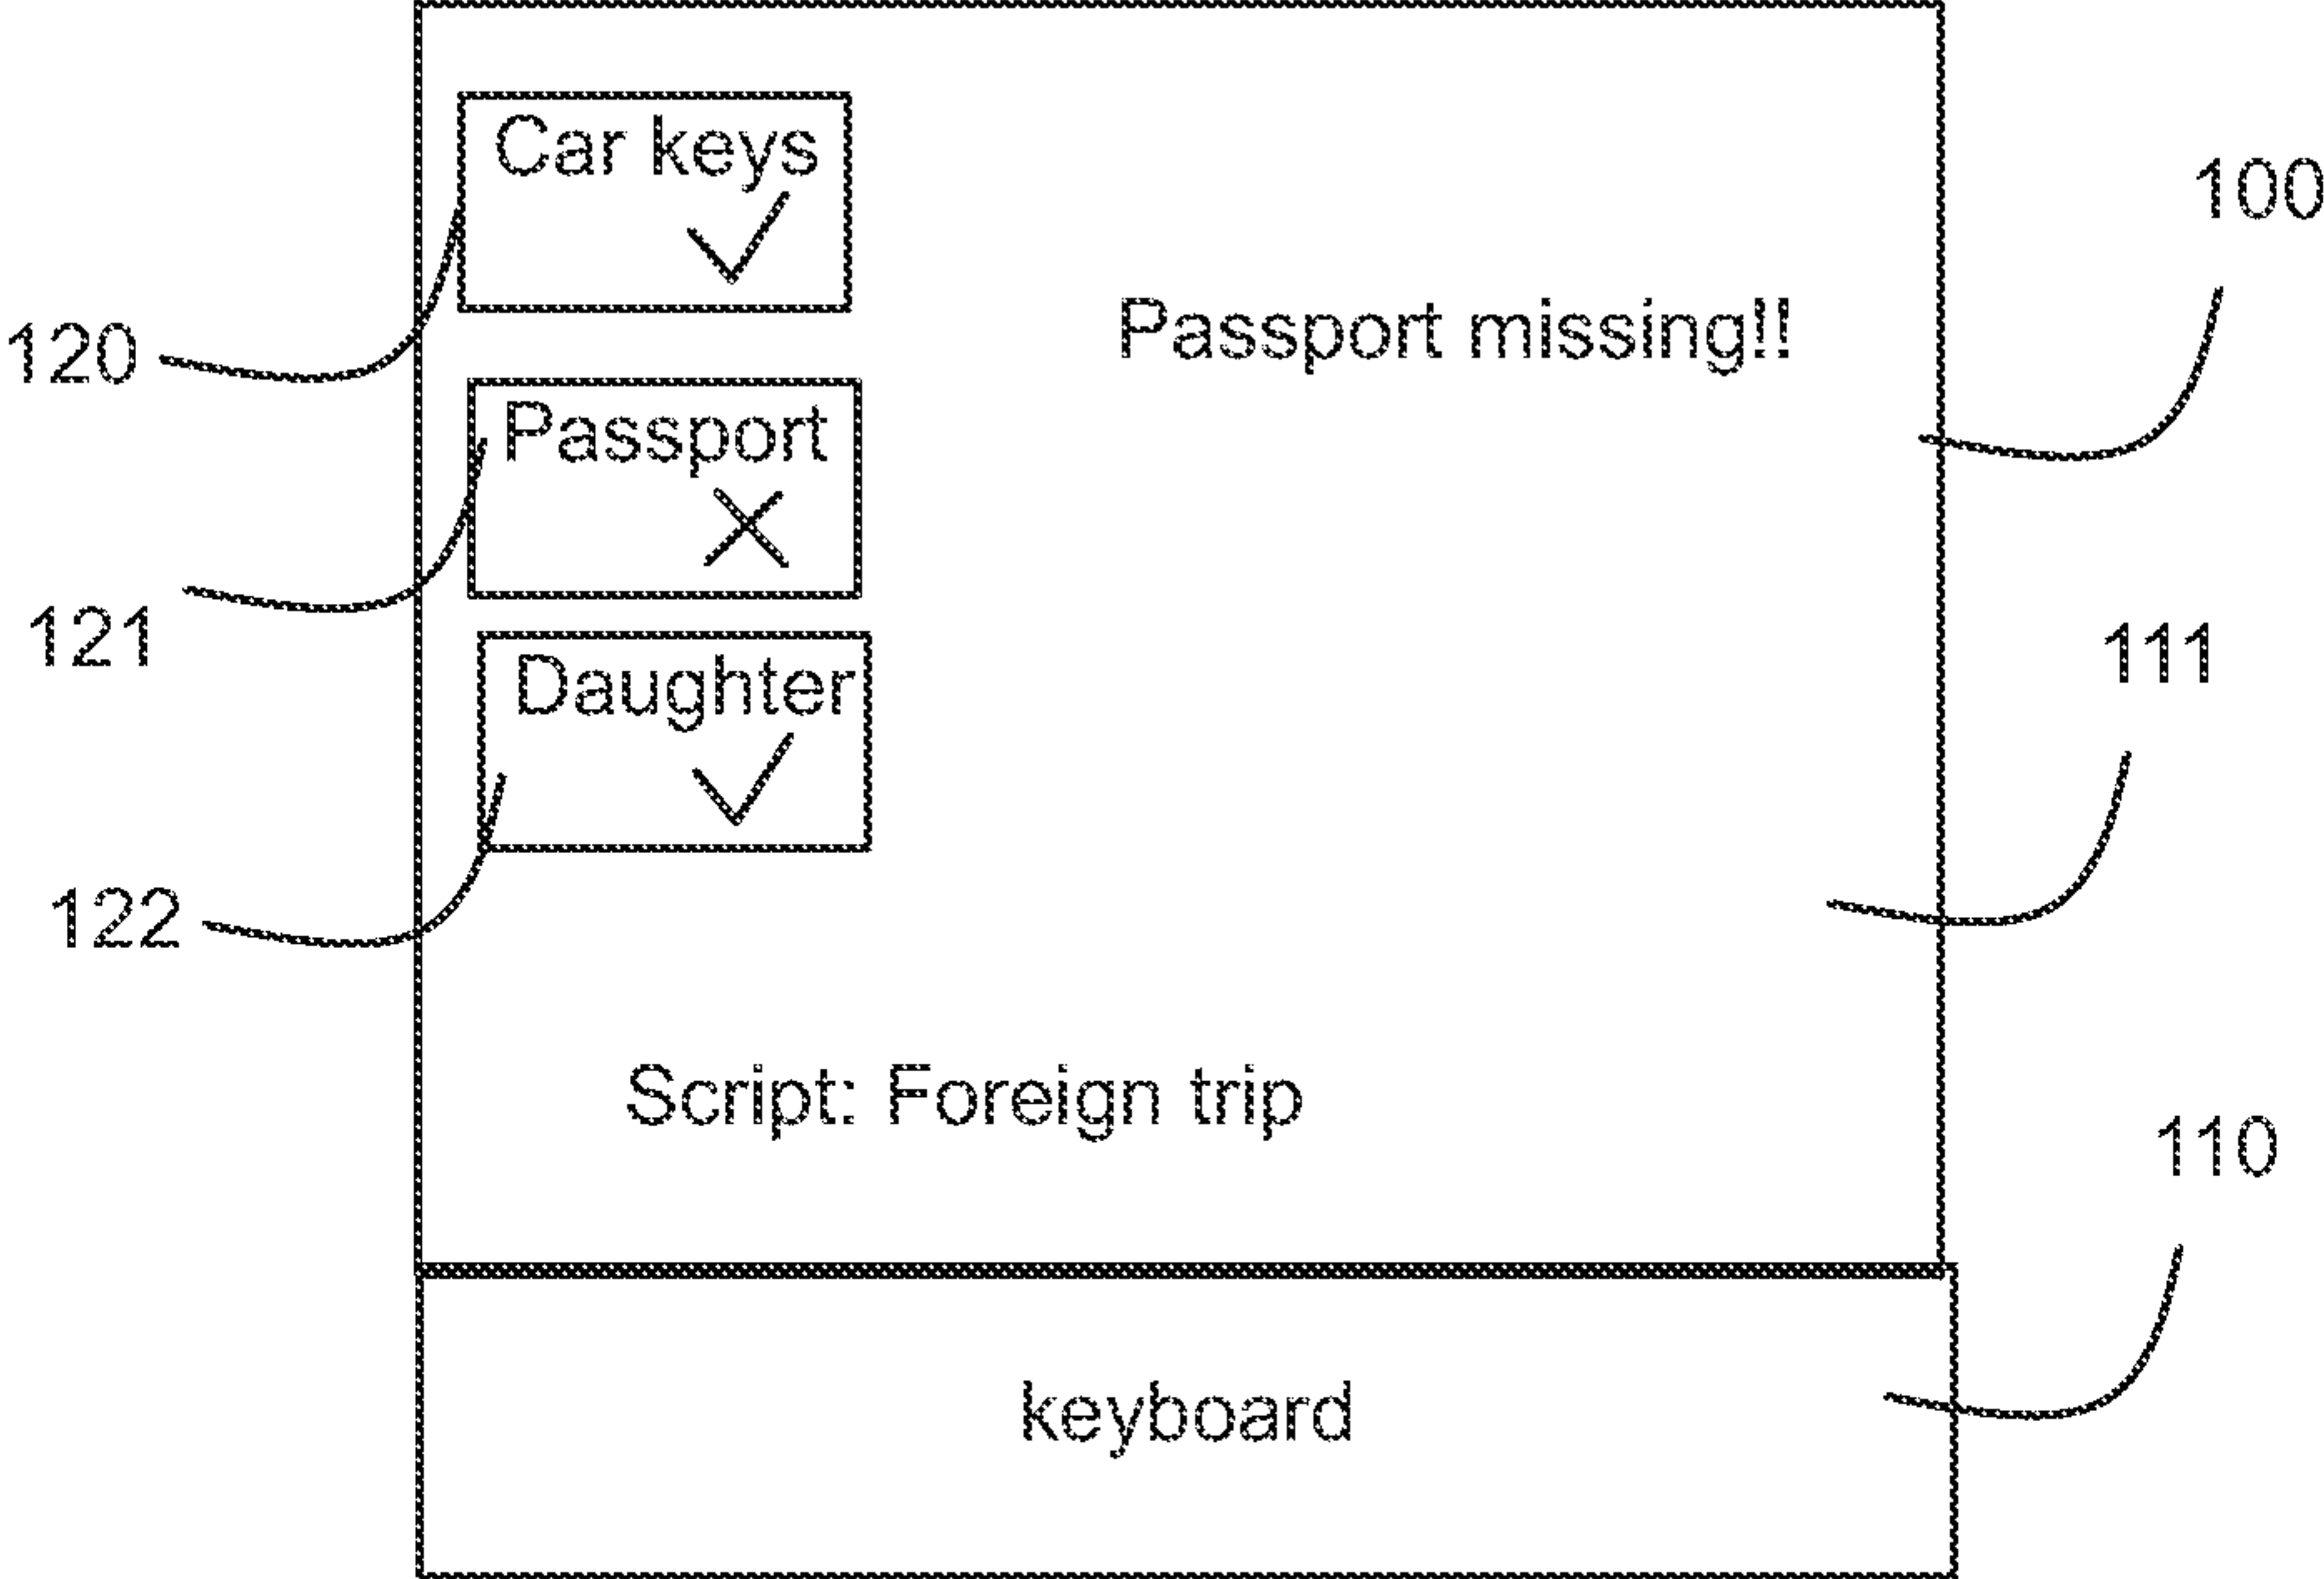 Car keys
100
Passport missing!!
120
Passport
121
111
Daughter
122
Script: Foreign trip
110
keyboard